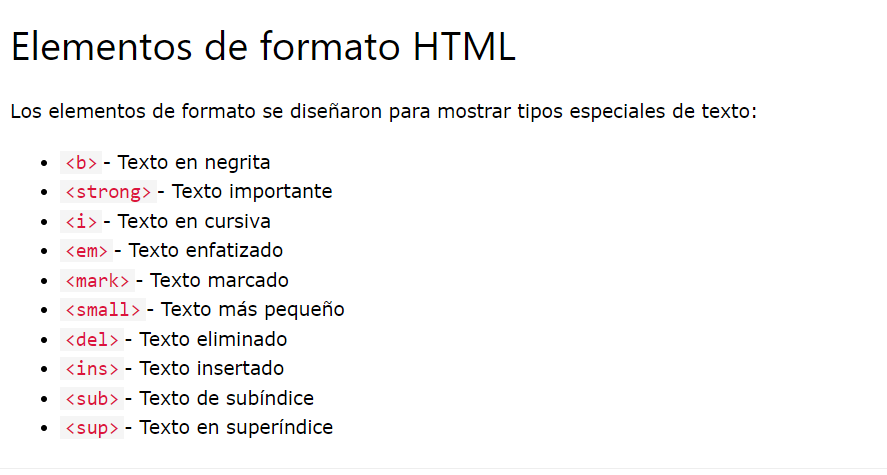 Elementos de formato HTML
Los elementos de formato se diseñaron para mostrar tipos especiales de texto:
• <b> - Texto en negrita
• <strong> - Texto importante
• <i> - Texto en cursiva
• <em> - Texto enfatizado
• <mark> - Texto marcado
• <small> - Texto más pequeño
• <del> - Texto eliminado
• <ins> - Texto insertado
• <sub> - Texto de subíndice
• <sup> - Texto en superíndice